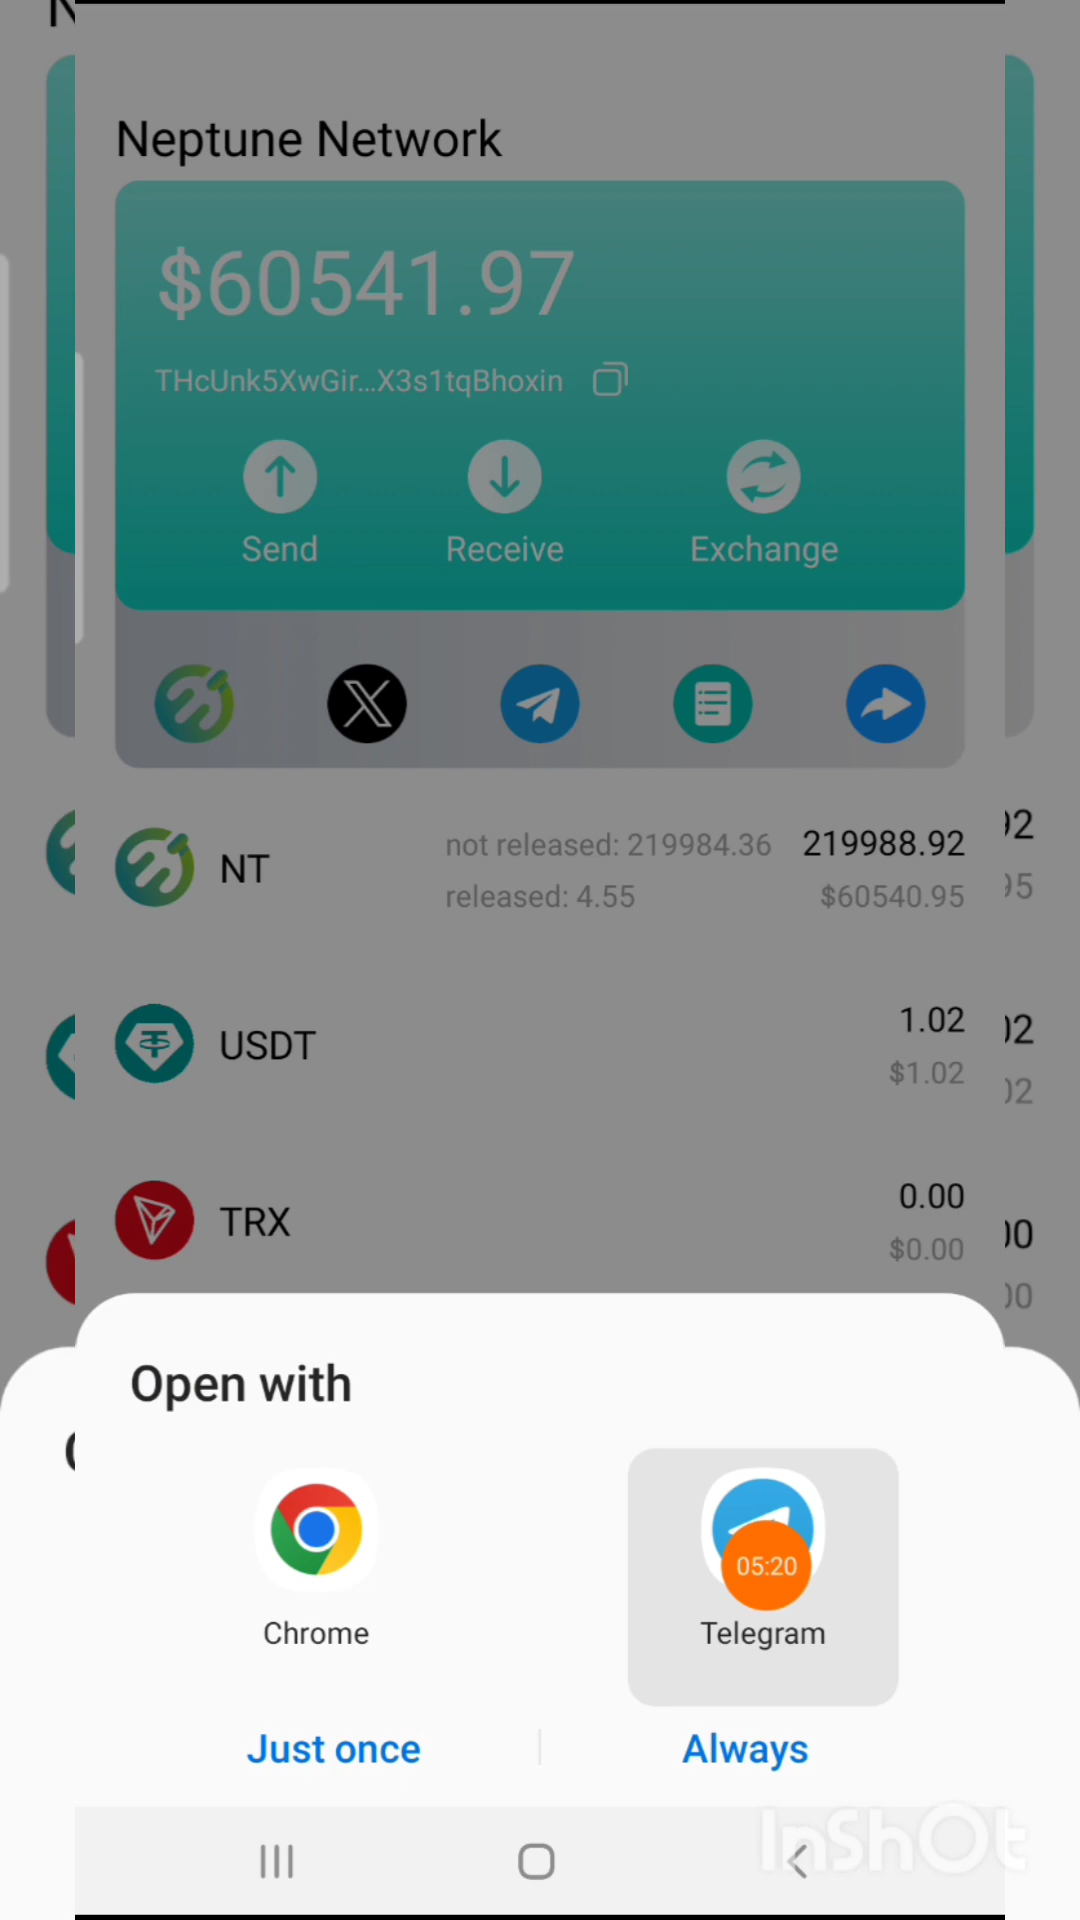 Neptune Network
$60541.97
THcUnk5XwGir...X3s1tqBhoxin
Send Receive Exchange
NT
not released: 219984.36
released: 4.55
219988.92
$60540.95
USDT
1.02
$1.02
TRX
0.00
$0.00
Open with
05:20
Chrome
Telegram
Just once
Always
InShOt